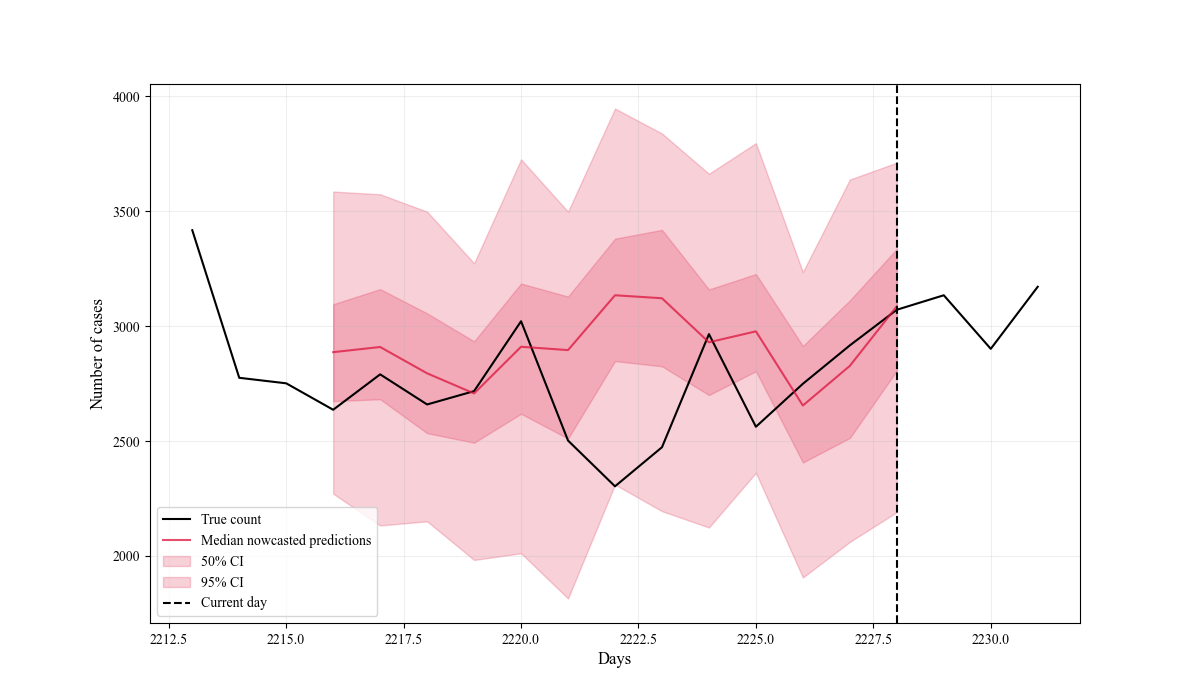 4000
3500
3000
2500
2000
Number of cases
True count
Median nowcasted predictions
50% CI
95% CI
Current day
2212.5 2215.0 2217.5 2220.0 2222.5 2225.0 2227.5 2230.0
Days